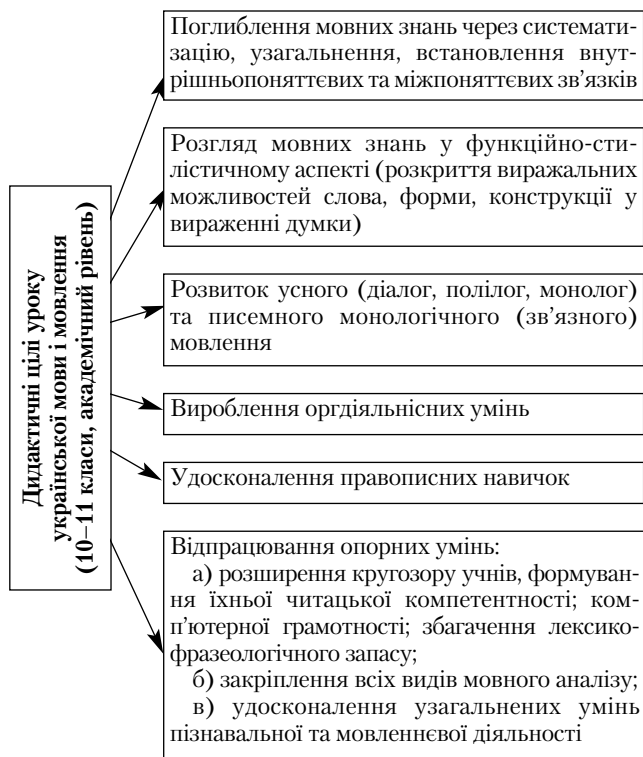 Дидактичні цілі уроку
української мови і мовлення
(10–11 класи, академічний рівень)
Поглиблення мовних знань через системати-
зацію, узагальнення, встановлення внут-
рішньопоняттєвих та міжпоняттєвих зв’язків
Розгляд мовних знань у функційно-сти-
лістичному аспекті (розкриття виражальних
можливостей слова, форми, конструкції у
вираженні думки)
Розвиток усного (діалог, полілог, монолог)
та писемного монологічного (зв’язного)
мовлення
Вироблення оргдіяльнісних умінь
Удосконалення правописних навичок
Відпрацювання опорних умінь:
а) розширення кругозору учнів, формуван-
ня їхньої читацької компетентності; ком-
п’ютерної грамотності; збагачення лексико-
фразеологічного запасу;
б) закріплення всіх видів мовного аналізу;
в) удосконалення узагальнених умінь
пізнавальної та мовленнєвої діяльності